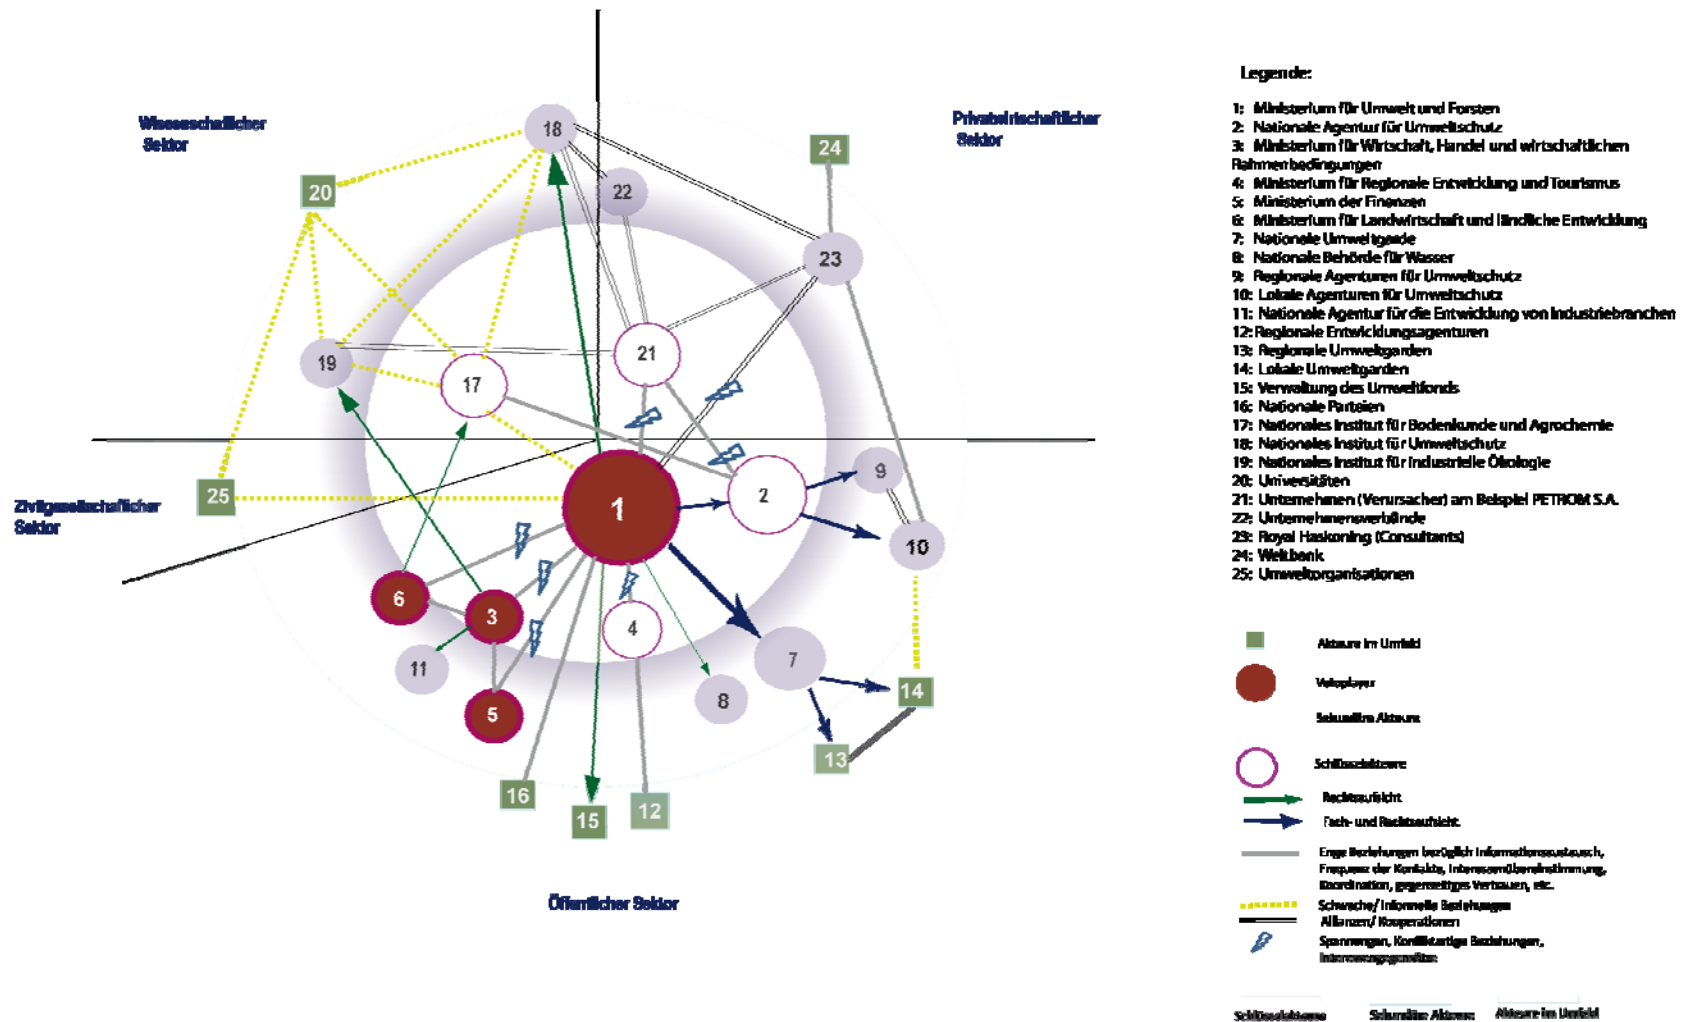 Wissenschaftlicher
Sektor
Privatwirtschaftlicher
Sektor
Zivilgesellschaftlicher
Sektor
Öffentlicher Sektor
18
24
20
22
23
19
21
17
25
1
2
9
10
6
3
4
11
5
7
8
14
13
16
15
12
Legende:
1: Ministerium für Umwelt und Forsten
2: Nationale Agentur für Umweltschutz
3: Ministerium für Wirtschaft, Handel und wirtschaftlichen
Rahmenbedingungen
4: Ministerium für Regionale Entwicklung und Tourismus
5: Ministerium der Finanzen
6: Ministerium für Landwirtschaft und ländliche Entwicklung
7: Nationale Umweltgarde
8: Nationale Behörde für Wasser
9: Regionale Agenturen für Umweltschutz
10: Lokale Agenturen für Umweltschutz
11: Nationale Agentur für die Entwicklung von Industriebranchen
12: Regionale Entwicklungsagenturen
13: Regionale Umweltgarden
14: Lokale Umweltgarden
15: Verwaltung des Umweltfonds
16: Nationale Parteien
17: Nationales Institut für Bodenkunde und Agrochemie
18: Nationales Institut für Umweltschutz
19: Nationales Institut für Industrielle Ökologie
20: Universitäten
21: Unternehmen (Verursacher) am Beispiel PETROM S.A.
22: Unternehmensverbände
23: Royal Haskoning (Consultants)
24: Weltbank
25: Umweltorganisationen
Akteure im Umfeld
Vetoplayer
Sekundäre Akteure
Schlüsselakteure
Rechtsaufsicht
Fach- und Rechtsaufsicht
Enge Beziehungen bezüglich Informationsaustausch,
Frequenz der Kontakte, Interessenübereinstimmung,
Koordination, gegenseitiges Vertrauen, etc.
Schwache/ Informelle Beziehungen
Allianzen/ Kooperationen
Spannungen, Konfliktartige Beziehungen,
Interessengegensätze
Schlüsselakteure Sekundäre Akteure Akteure im Umfeld